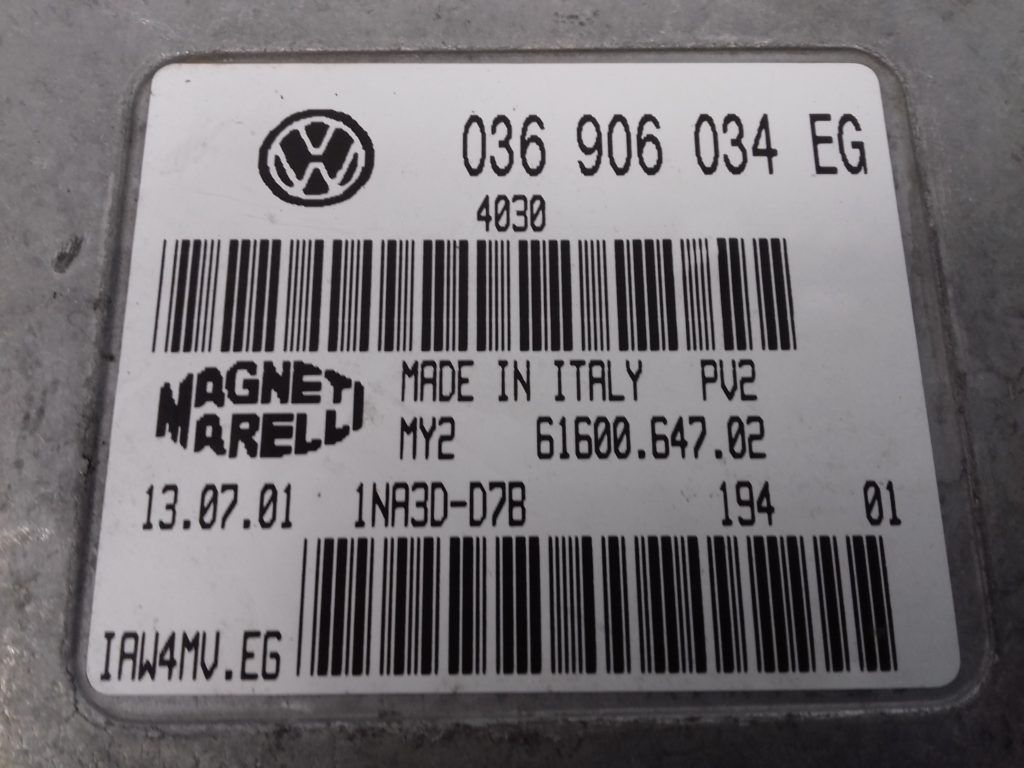 036 906 034 EG
4030
MAGNETI MARELLI
MADE IN ITALY PV2
MY2 61600.647.02
13.07.01 1NA3D-D7B 194 01
IAW4MV.EG